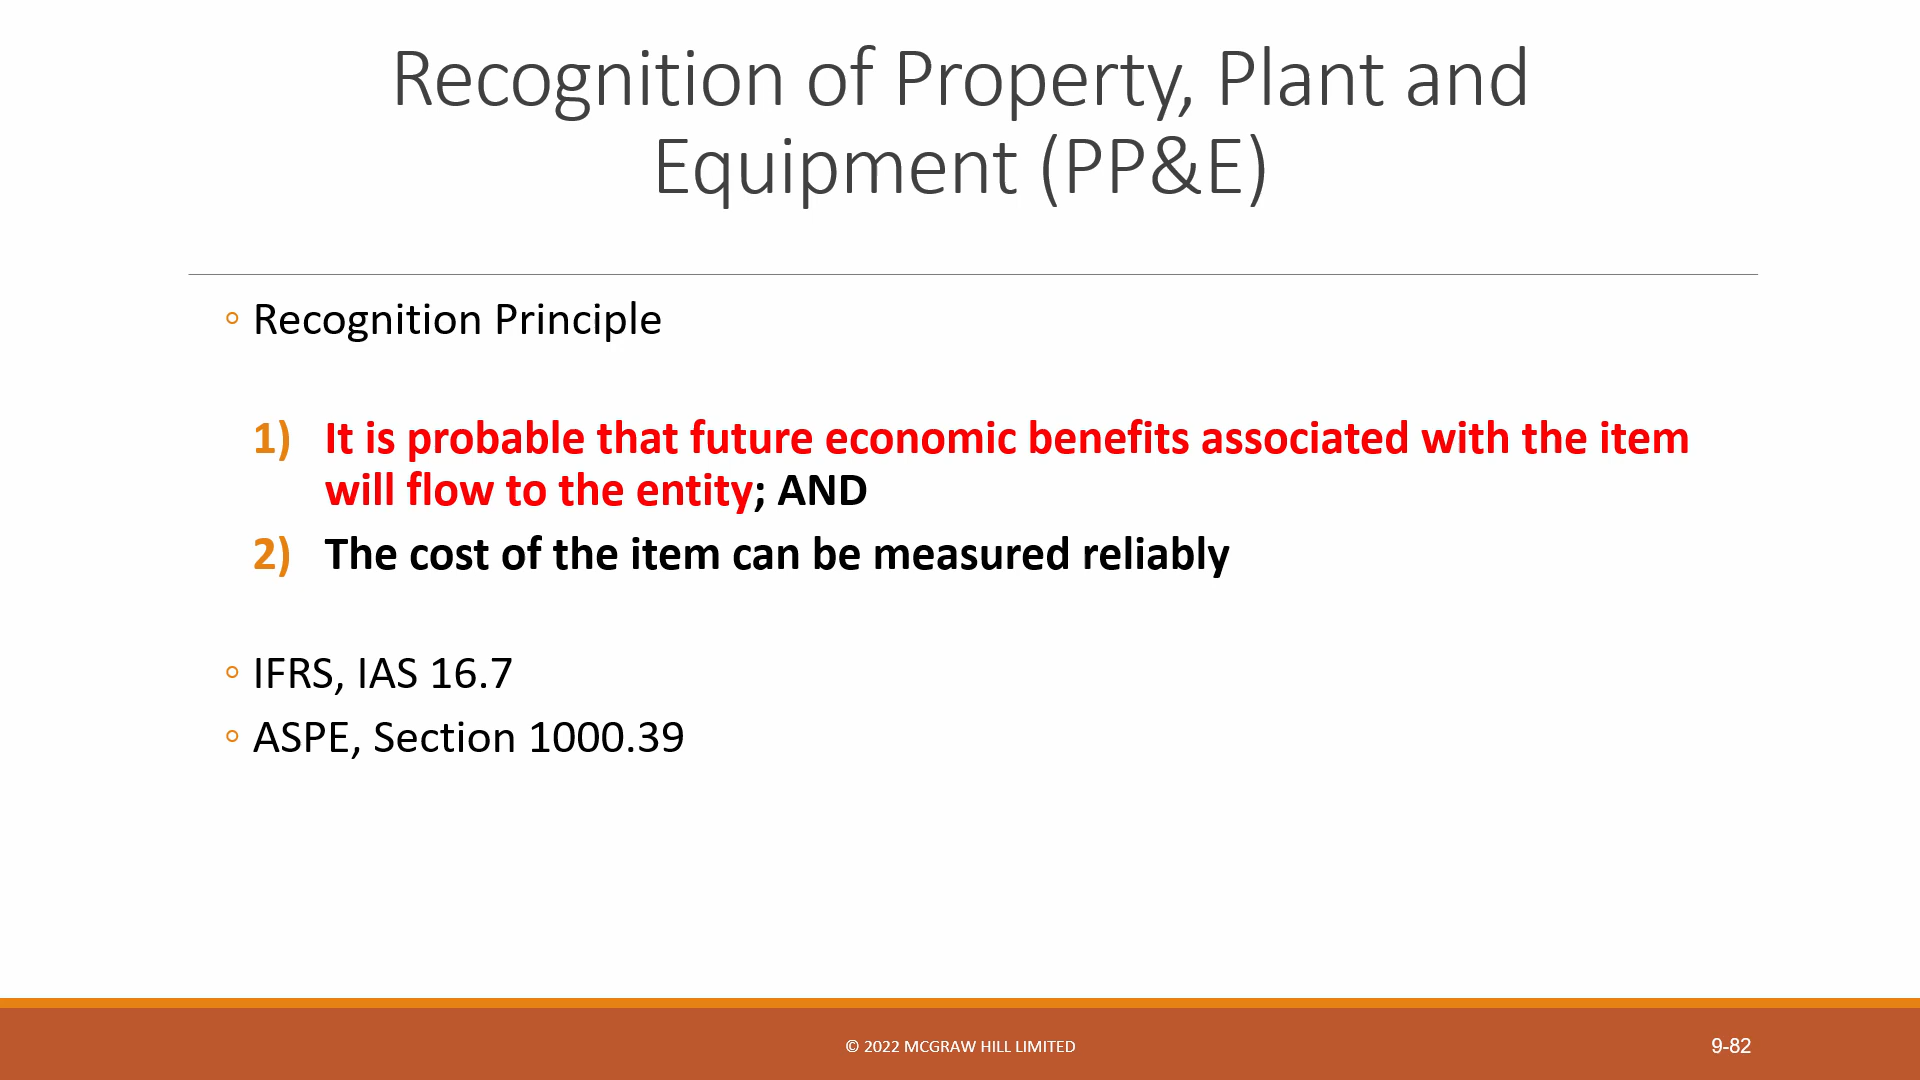 Recognition of Property, Plant and
Equipment (PP&E)
◦ Recognition Principle
1) It is probable that future economic benefits associated with the item
will flow to the entity; AND
2) The cost of the item can be measured reliably
◦ IFRS, IAS 16.7
◦ ASPE, Section 1000.39
© 2022 MCGRAW HILL LIMITED
9-82